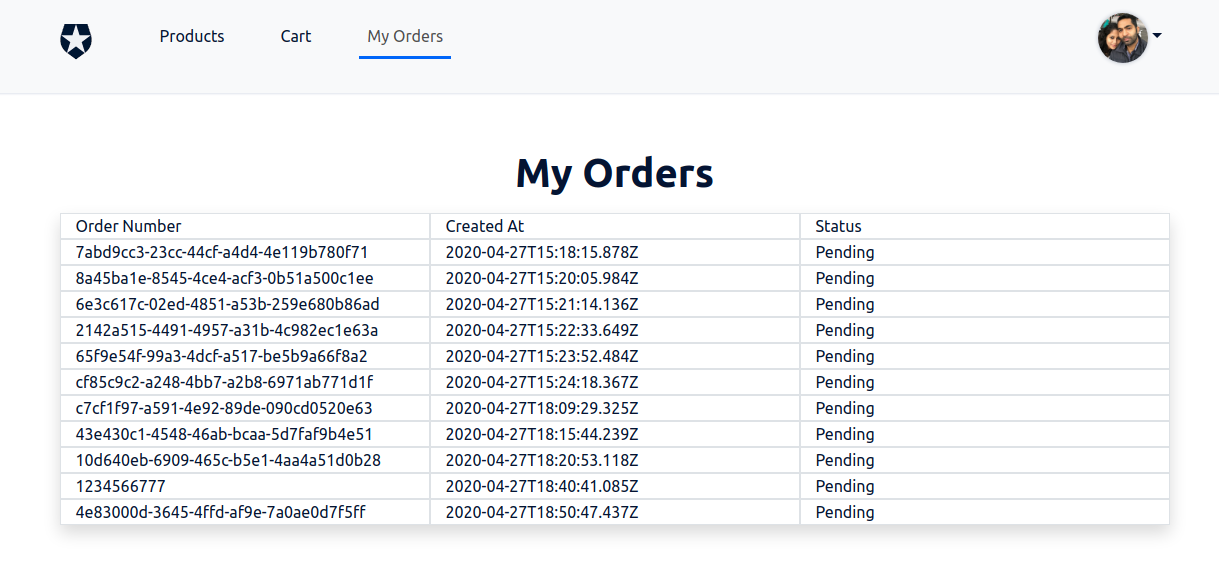 Products Cart My Orders
My Orders
Order Number Created At Status
7abd9cc3-23cc-44cf-a4d4-4e119b780f71 2020-04-27T15:18:15.878Z Pending
8a45ba1e-8545-4ce4-acf3-0b51a500c1ee 2020-04-27T15:20:05.984Z Pending
6e3c617c-02ed-4851-a53b-259e680b86ad 2020-04-27T15:21:14.136Z Pending
2142a515-4491-4957-a31b-4c982ec1e63a 2020-04-27T15:22:33.649Z Pending
65f9e54f-99a3-4dcf-a517-be5b9a66f8a2 2020-04-27T15:23:52.484Z Pending
cf85c9c2-a248-4bb7-a2b8-6971ab771d1f 2020-04-27T15:24:18.367Z Pending
c7cf1f97-a591-4e92-89de-090cd0520e63 2020-04-27T18:09:29.325Z Pending
43e430c1-4548-46ab-bcaa-5d7faf9b4e51 2020-04-27T18:15:44.239Z Pending
10d640eb-6909-465c-b5e1-4aa4a51d0b28 2020-04-27T18:20:53.118Z Pending
1234566777 2020-04-27T18:40:41.085Z Pending
4e83000d-3645-4ffd-af9e-7a0ae0d7f5ff 2020-04-27T18:50:47.437Z Pending